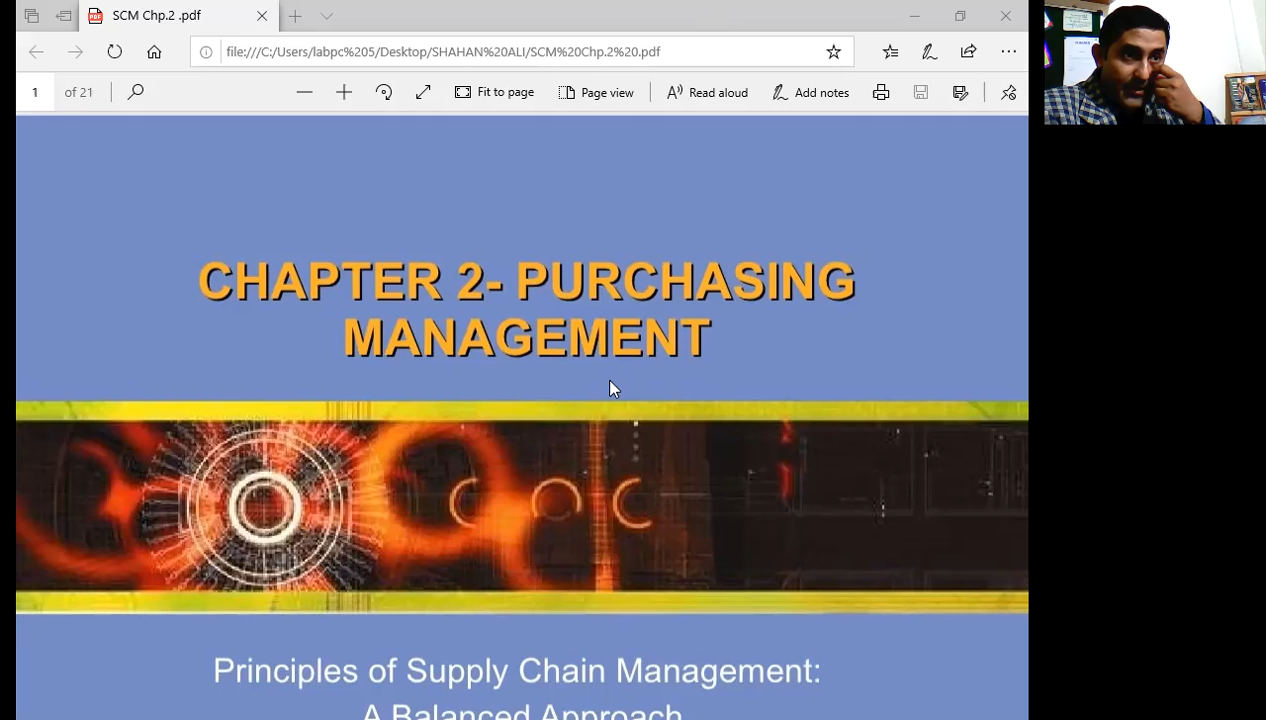 SCM Chp.2 .pdf
file:///C:/Users/labpc%205/Desktop/SHAHAN%20ALI/SCM%20Chp.2%20.pdf
1 of 21 Fit to page Page view Read aloud Add notes
CHAPTER 2- PURCHASING
MANAGEMENT
Principles of Supply Chain Management:
A Balanced Approach